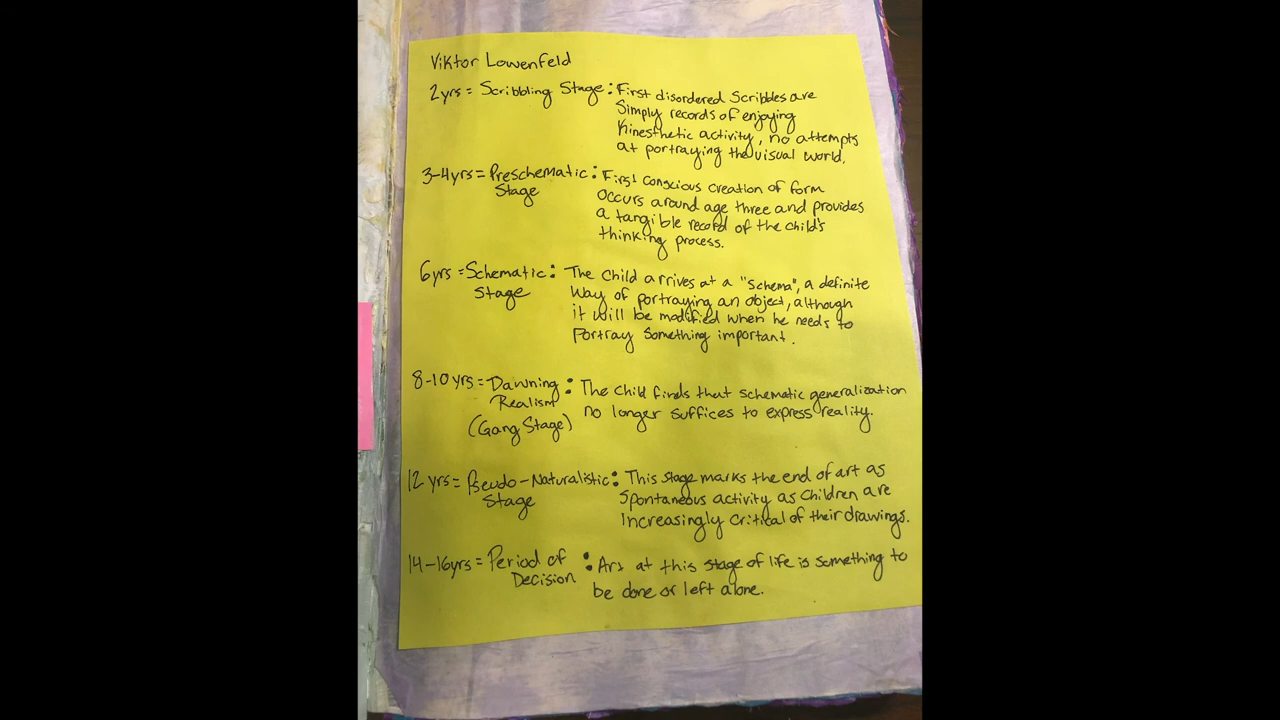 Viktor Lowenfeld
2yrs = Scribbling Stage: First disordered Scribbles are
Simply records of enjoying
Kinesthetic activity, no attempts
at portraying the visual world.
3-4yrs = Preschematic: First conscious creation of form
Stage occurs around age three and provides
a tangible record of the child's
thinking process.
6yrs = Schematic: The Child arrives at a "Schema", a definite
Stage Way of portraying an object, although
it will be modified when he needs to
Portray Something important.
8-10yrs = Dawning: The Child finds that schematic generalization
Realism no longer suffices to express reality.
(Gang Stage)
12 yrs = Pseudo-Naturalistic: This stage marks the end of art as
Stage Spontaneous activity as children are
increasingly critical of their drawings.
14-16yrs = Period of: Art at this stage of life is something to
Decision be done or left alone.